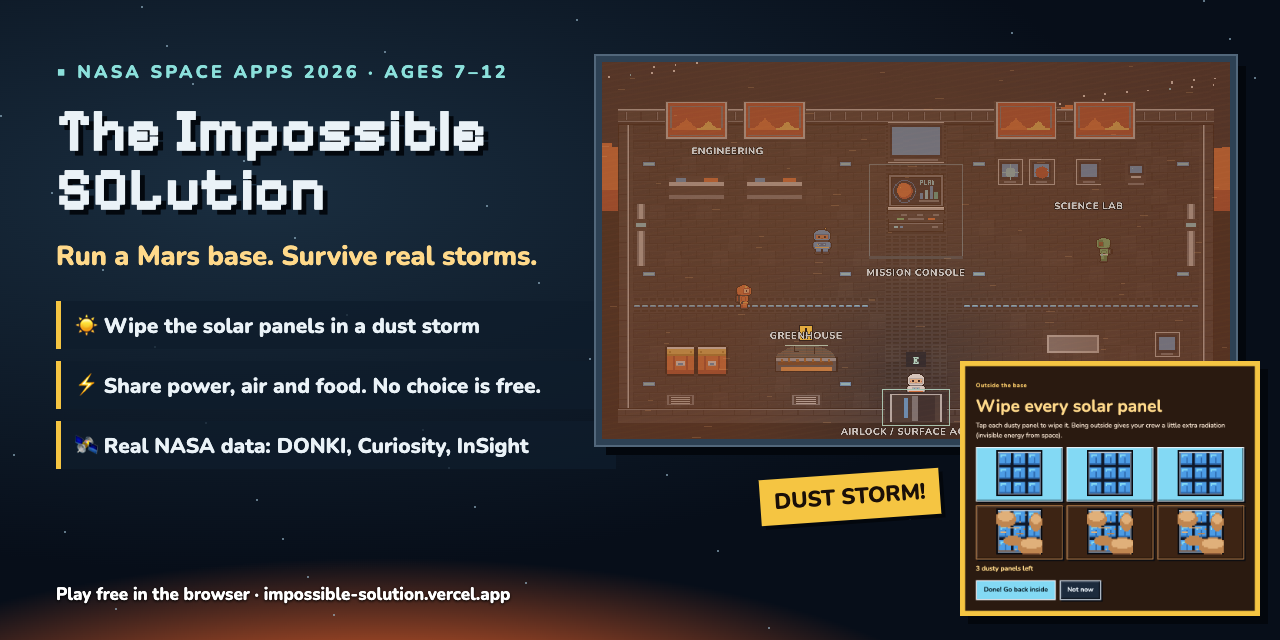 NASA SPACE APPS 2026 · AGES 7–12
The Impossible
SOLution
Run a Mars base. Survive real storms.
Wipe the solar panels in a dust storm
Share power, air and food. No choice is free.
Real NASA data: DONKI, Curiosity, InSight
Play free in the browser · impossible-solution.vercel.app
ENGINEERING
PLAN
SCIENCE LAB
MISSION CONSOLE
GREENHOUSE
E
AIRLOCK / SURFACE AC
DUST STORM!
Outside the base
Wipe every solar panel
Tap each dusty panel to wipe it. Being outside gives your crew a little extra radiation
(invisible energy from space).
3 dusty panels left
Done! Go back inside
Not now